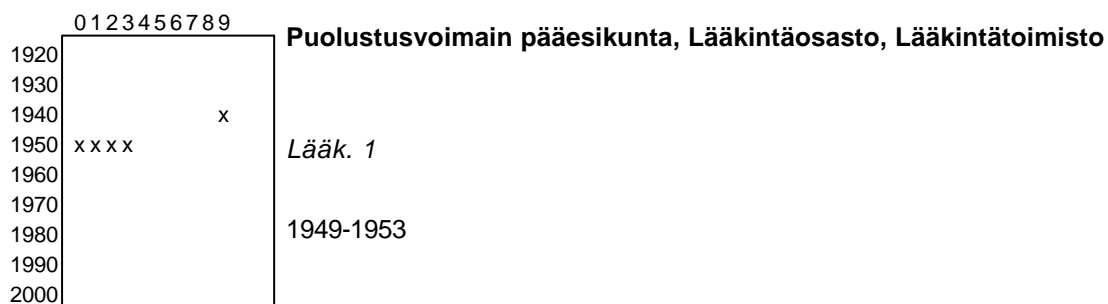 0123456789
Puolustusvoimain pääesikunta, Lääkintäosasto, Lääkintätoimisto
1920
1930
1940 x
1950 x x x x
Lääk. 1
1960
1970
1980
1949-1953
1990
2000